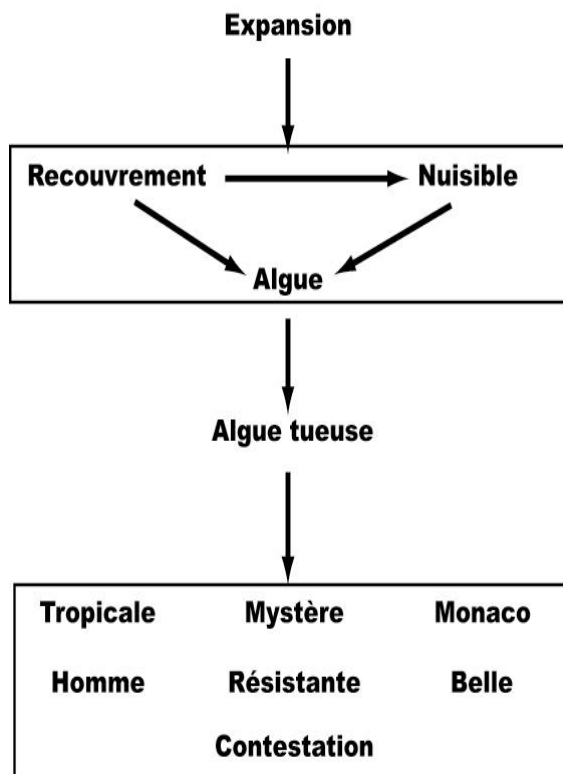 Expansion
Recouvrement Nuisible
Algue
Algue tueuse
Tropicale Mystère Monaco
Homme Résistante Belle
Contestation